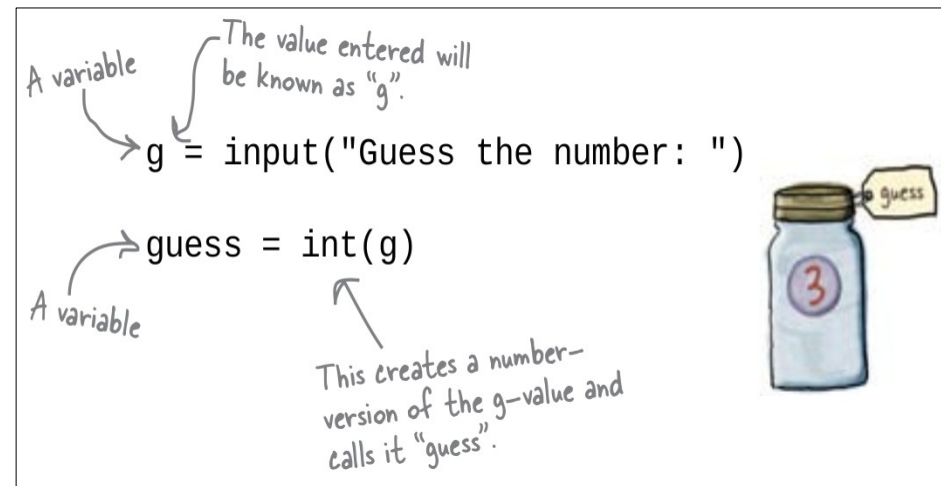 The value entered will
be known as "g".
A variable
g = input("Guess the number: ")
guess
guess = int(g)
3
A variable
This creates a number-
version of the g-value and
calls it "guess".